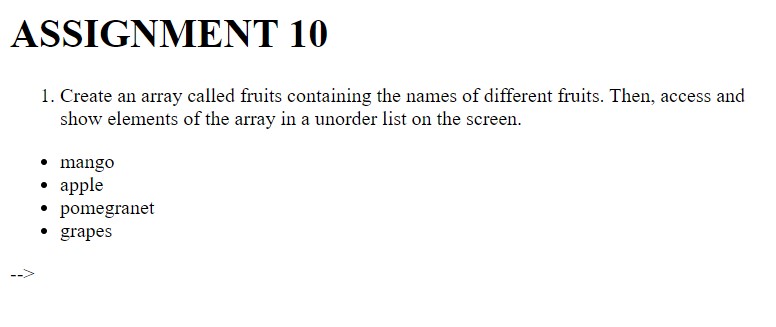 ASSIGNMENT 10
1. Create an array called fruits containing the names of different fruits. Then, access and
show elements of the array in a unorder list on the screen.
• mango
• apple
• pomegranet
• grapes
-->